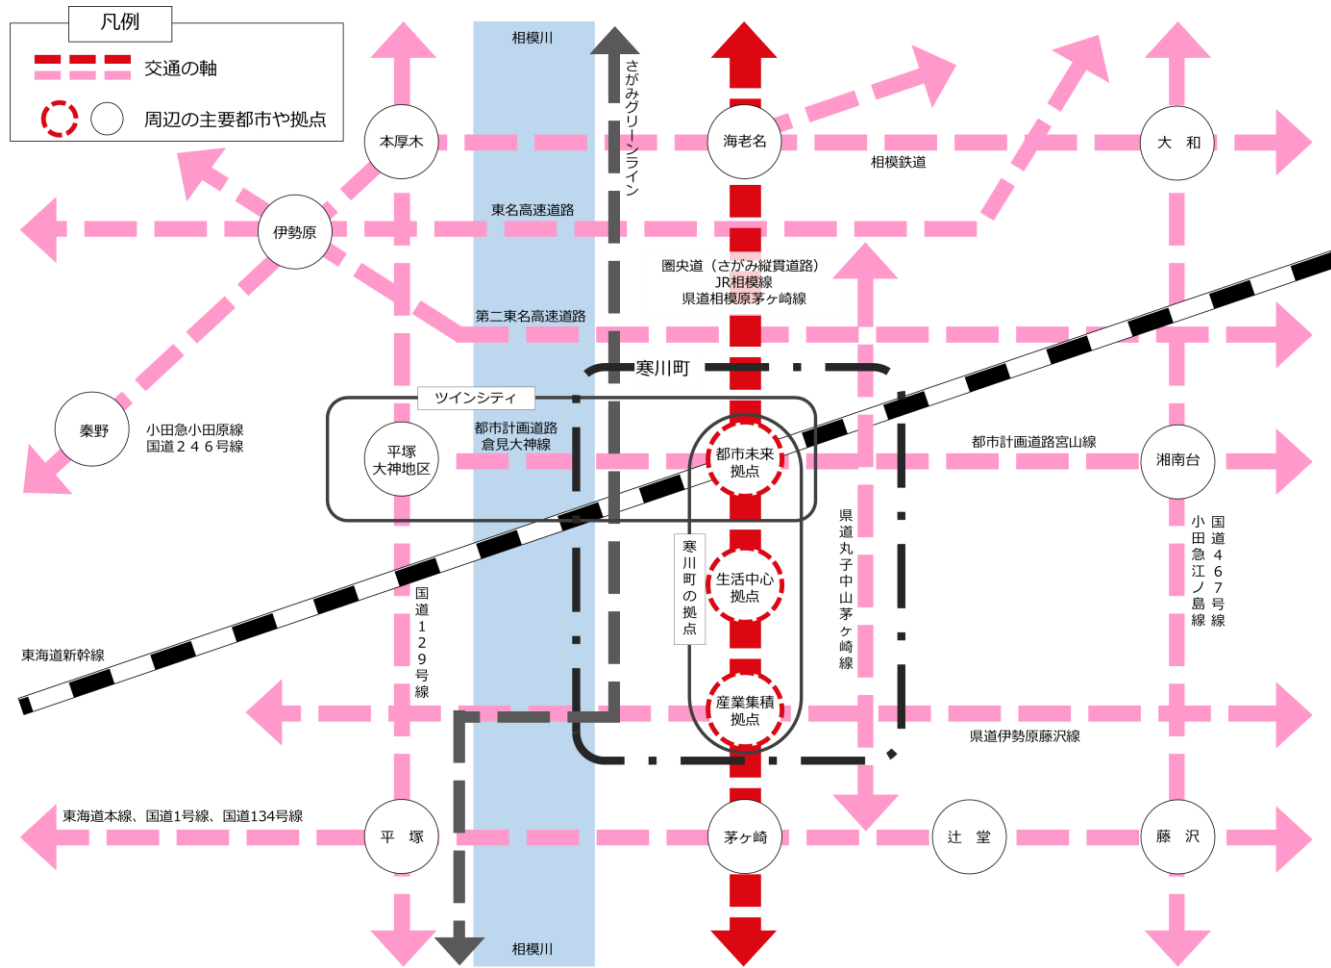 凡例
交通の軸
周辺の主要都市や拠点
相模川
さがみグリーンライン
本厚木
海老名
大 和
相模鉄道
伊勢原
東名高速道路
圏央道（さがみ縦貫道路）
JR相模線
県道相模原茅ヶ崎線
第二東名高速道路
寒川町
ツインシティ
秦野
小田急小田原線
国道２４６号線
平塚
大神地区
都市計画道路
倉見大神線
都市未来
拠点
都市計画道路宮山線
湘南台
寒川町の拠点
生活中心
拠点
県道丸子中山茅ヶ崎線
国道４６７号線
小田急江ノ島線
国道129号線
東海道新幹線
産業集積
拠点
県道伊勢原藤沢線
東海道本線、国道1号線、国道134号線
平 塚
茅ヶ崎
辻 堂
藤 沢
相模川